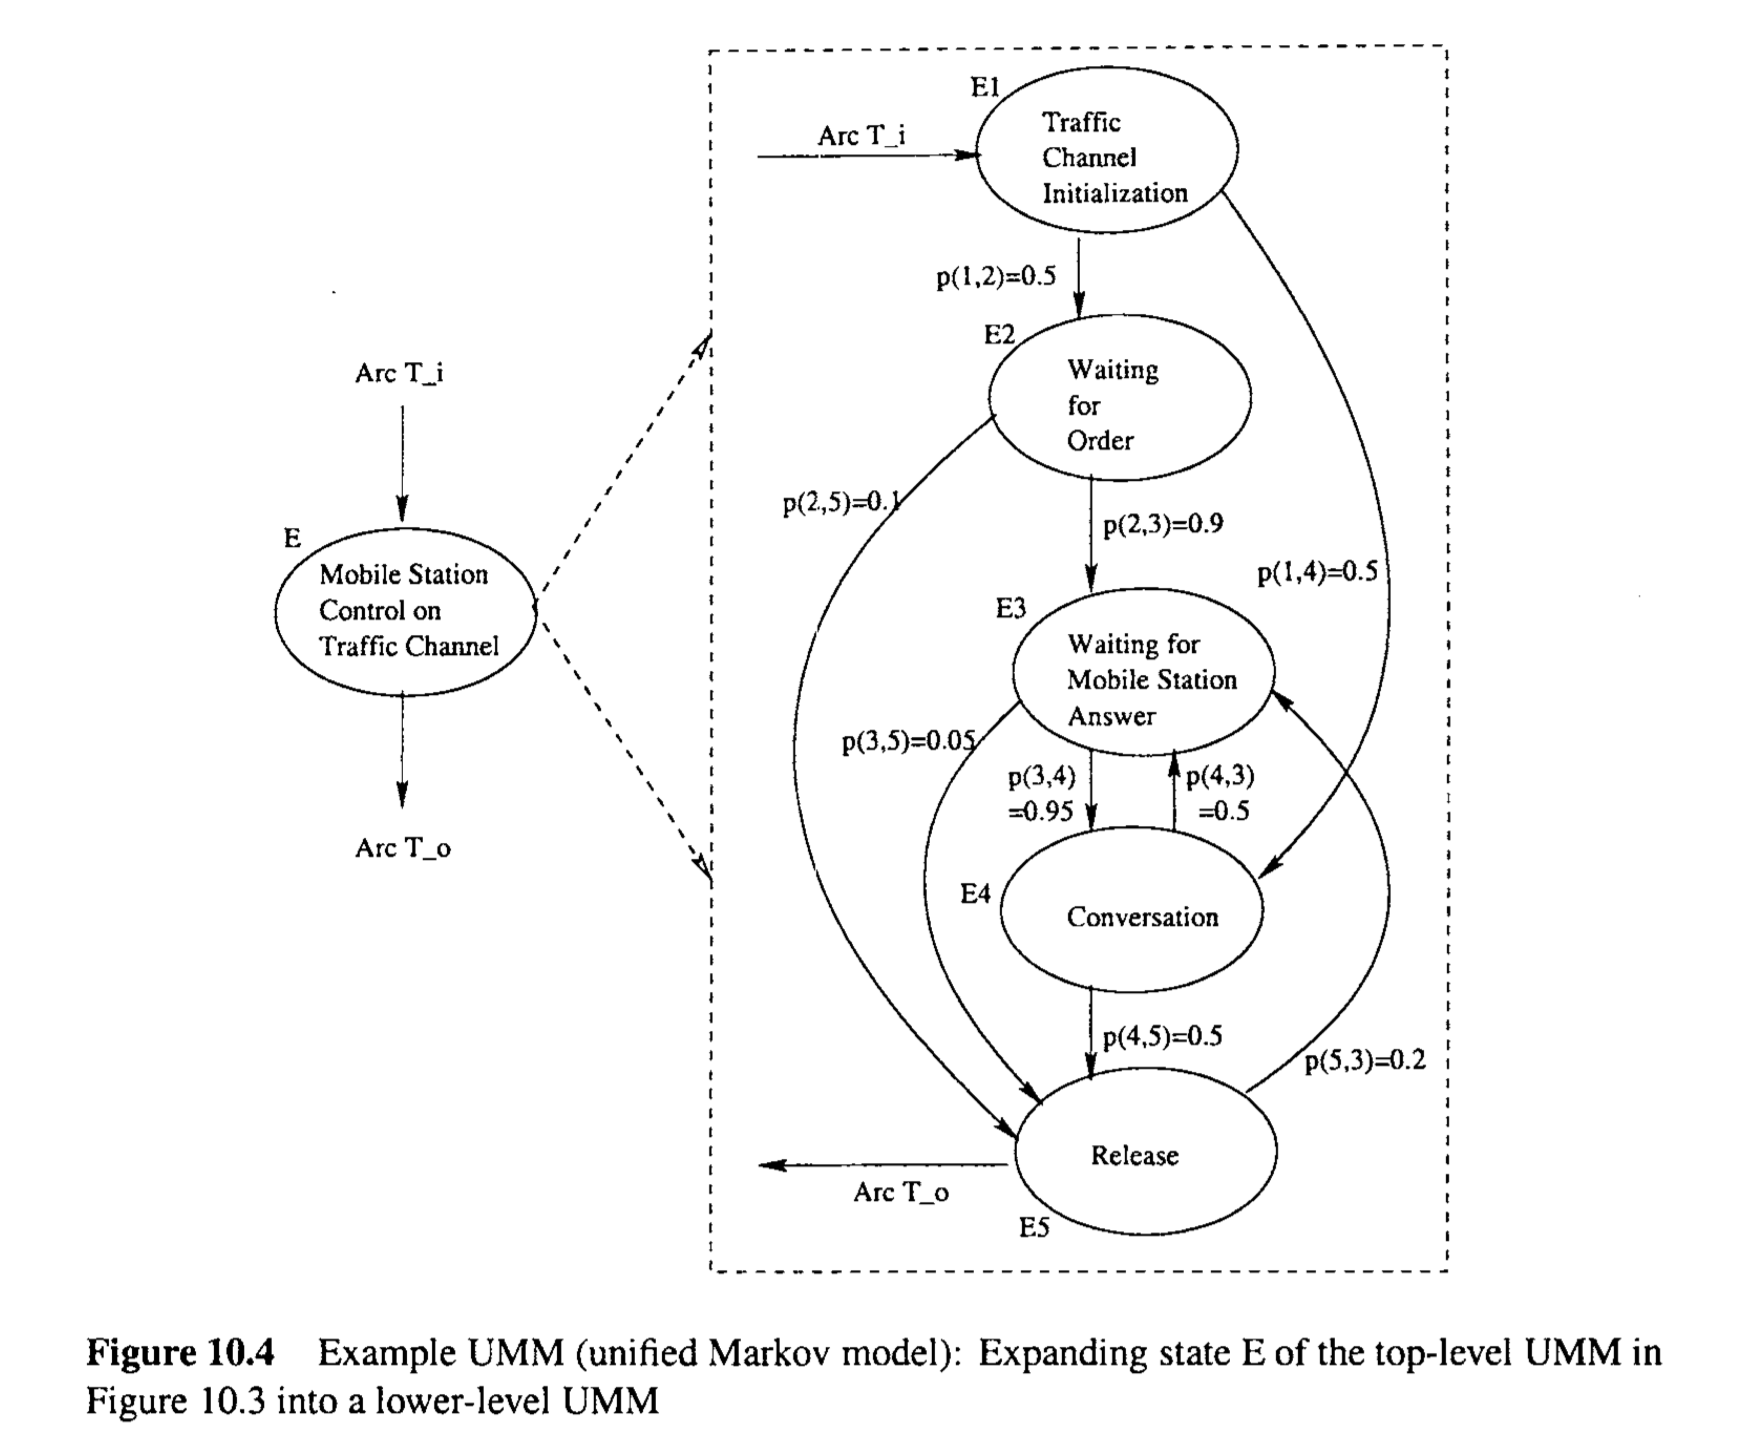 E1
Arc T_i
Traffic
Channel
Initialization
p(1,2)=0.5
E2
Waiting
for
Order
Arc T_i
p(2,5)=0.1
p(2,3)=0.9
E
p(1,4)=0.5
Mobile Station
Control on
Traffic Channel
E3
Waiting for
Mobile Station
Answer
p(3,5)=0.05
p(3,4)
=0.95
p(4,3)
=0.5
Arc T_o
E4
Conversation
p(4,5)=0.5
p(5,3)=0.2
Release
Arc T_o
E5
Figure 10.4 Example UMM (unified Markov model): Expanding state E of the top-level UMM in
Figure 10.3 into a lower-level UMM